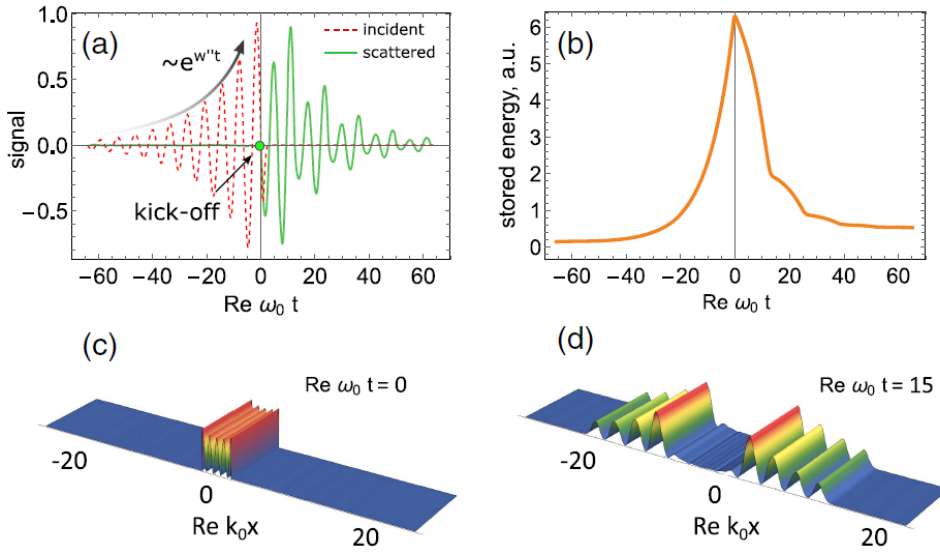 (a)
incident
scattered
~e^{w''t}
kick-off
signal
1.0
0.5
0.0
−0.5
−60 −40 −20 0 20 40 60
Re ω₀ t
(b)
stored energy, a.u.
6
5
4
3
2
1
0
−60 −40 −20 0 20 40 60
Re ω₀ t
(c)
Re ω₀ t = 0
-20
0
20
Re k₀x
(d)
Re ω₀ t = 15
-20
0
20
Re k₀x